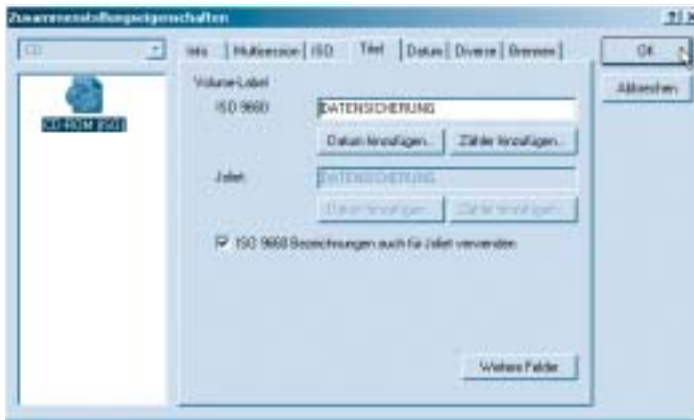 Zusammenstellungseigenschaften
CD
Info Multisession ISO Titel Datum Diverse Brennen
OK
Abbrechen
CD-ROM (ISO)
Volume-Label
ISO 9660 DATENSICHERUNG
Datum hinzufügen... Zähler hinzufügen...
Joliet DATENSICHERUNG
Datum hinzufügen... Zähler hinzufügen...
ISO 9660 Bezeichnungen auch für Joliet verwenden
Weitere Felder